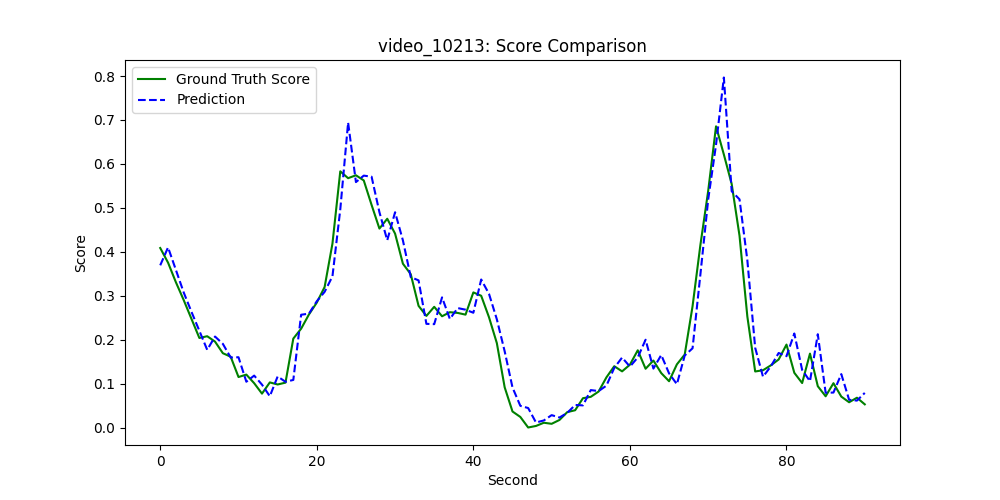 video_10213: Score Comparison
Ground Truth Score
Prediction
0.8
0.7
0.6
0.5
0.4
0.3
0.2
0.1
0.0
Score
0 20 40 60 80
Second